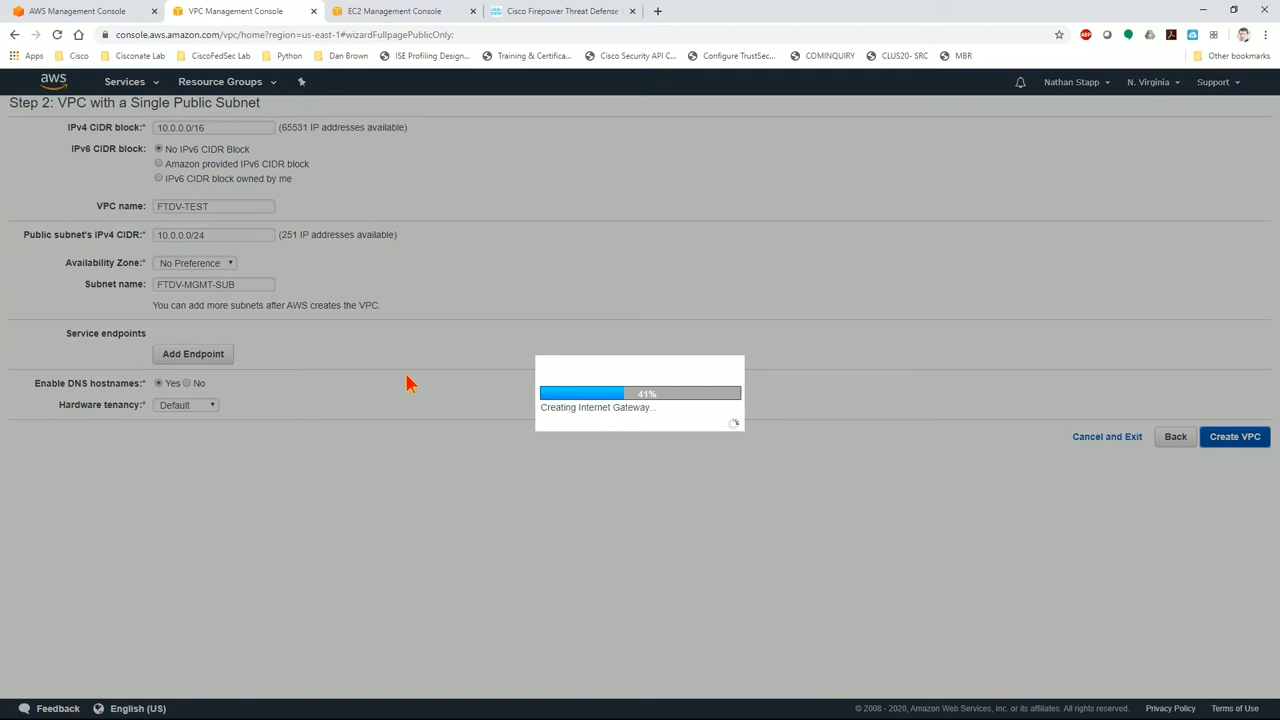 AWS Management Console
VPC Management Console
EC2 Management Console
Cisco Firepower Threat Defense
console.aws.amazon.com/vpc/home?region=us-east-1#wizardFullpagePublicOnly:
Apps
Cisco
Cisconate Lab
CiscoFedSec Lab
Python
Dan Brown
ISE Profiling Design...
Training & Certifica...
Cisco Security API C...
Configure TrustSec...
COMINQUIRY
CLUS20- SRC
MBR
Other bookmarks
aws
Services
Resource Groups
Nathan Stapp
N. Virginia
Support
Step 2: VPC with a Single Public Subnet
IPv4 CIDR block:* 10.0.0.0/16 (65531 IP addresses available)
IPv6 CIDR block: No IPv6 CIDR Block
Amazon provided IPv6 CIDR block
IPv6 CIDR block owned by me
VPC name: FTDV-TEST
Public subnet's IPv4 CIDR:* 10.0.0.0/24 (251 IP addresses available)
Availability Zone:* No Preference
Subnet name: FTDV-MGMT-SUB
You can add more subnets after AWS creates the VPC.
Service endpoints
Add Endpoint
Enable DNS hostnames:* Yes No
Hardware tenancy:* Default
41%
Creating Internet Gateway...
Cancel and Exit
Back
Create VPC
Feedback
English (US)
© 2008 - 2020, Amazon Web Services, Inc. or its affiliates. All rights reserved.
Privacy Policy
Terms of Use